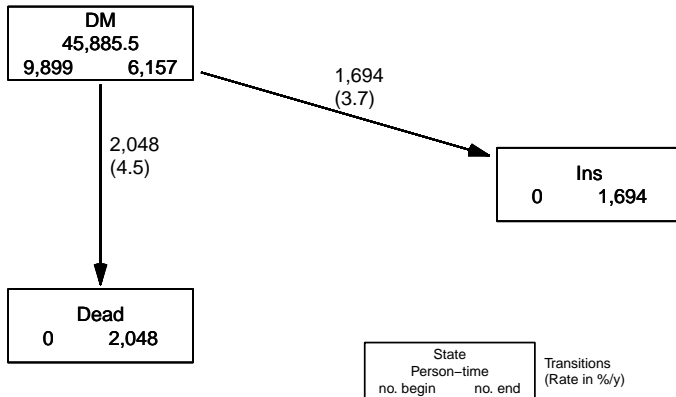 DM
45,885.5
9,899 6,157
1,694
(3.7)
2,048
(4.5)
Ins
0 1,694
Dead
0 2,048
State
Person−time
no. begin no. end
Transitions
(Rate in %/y)